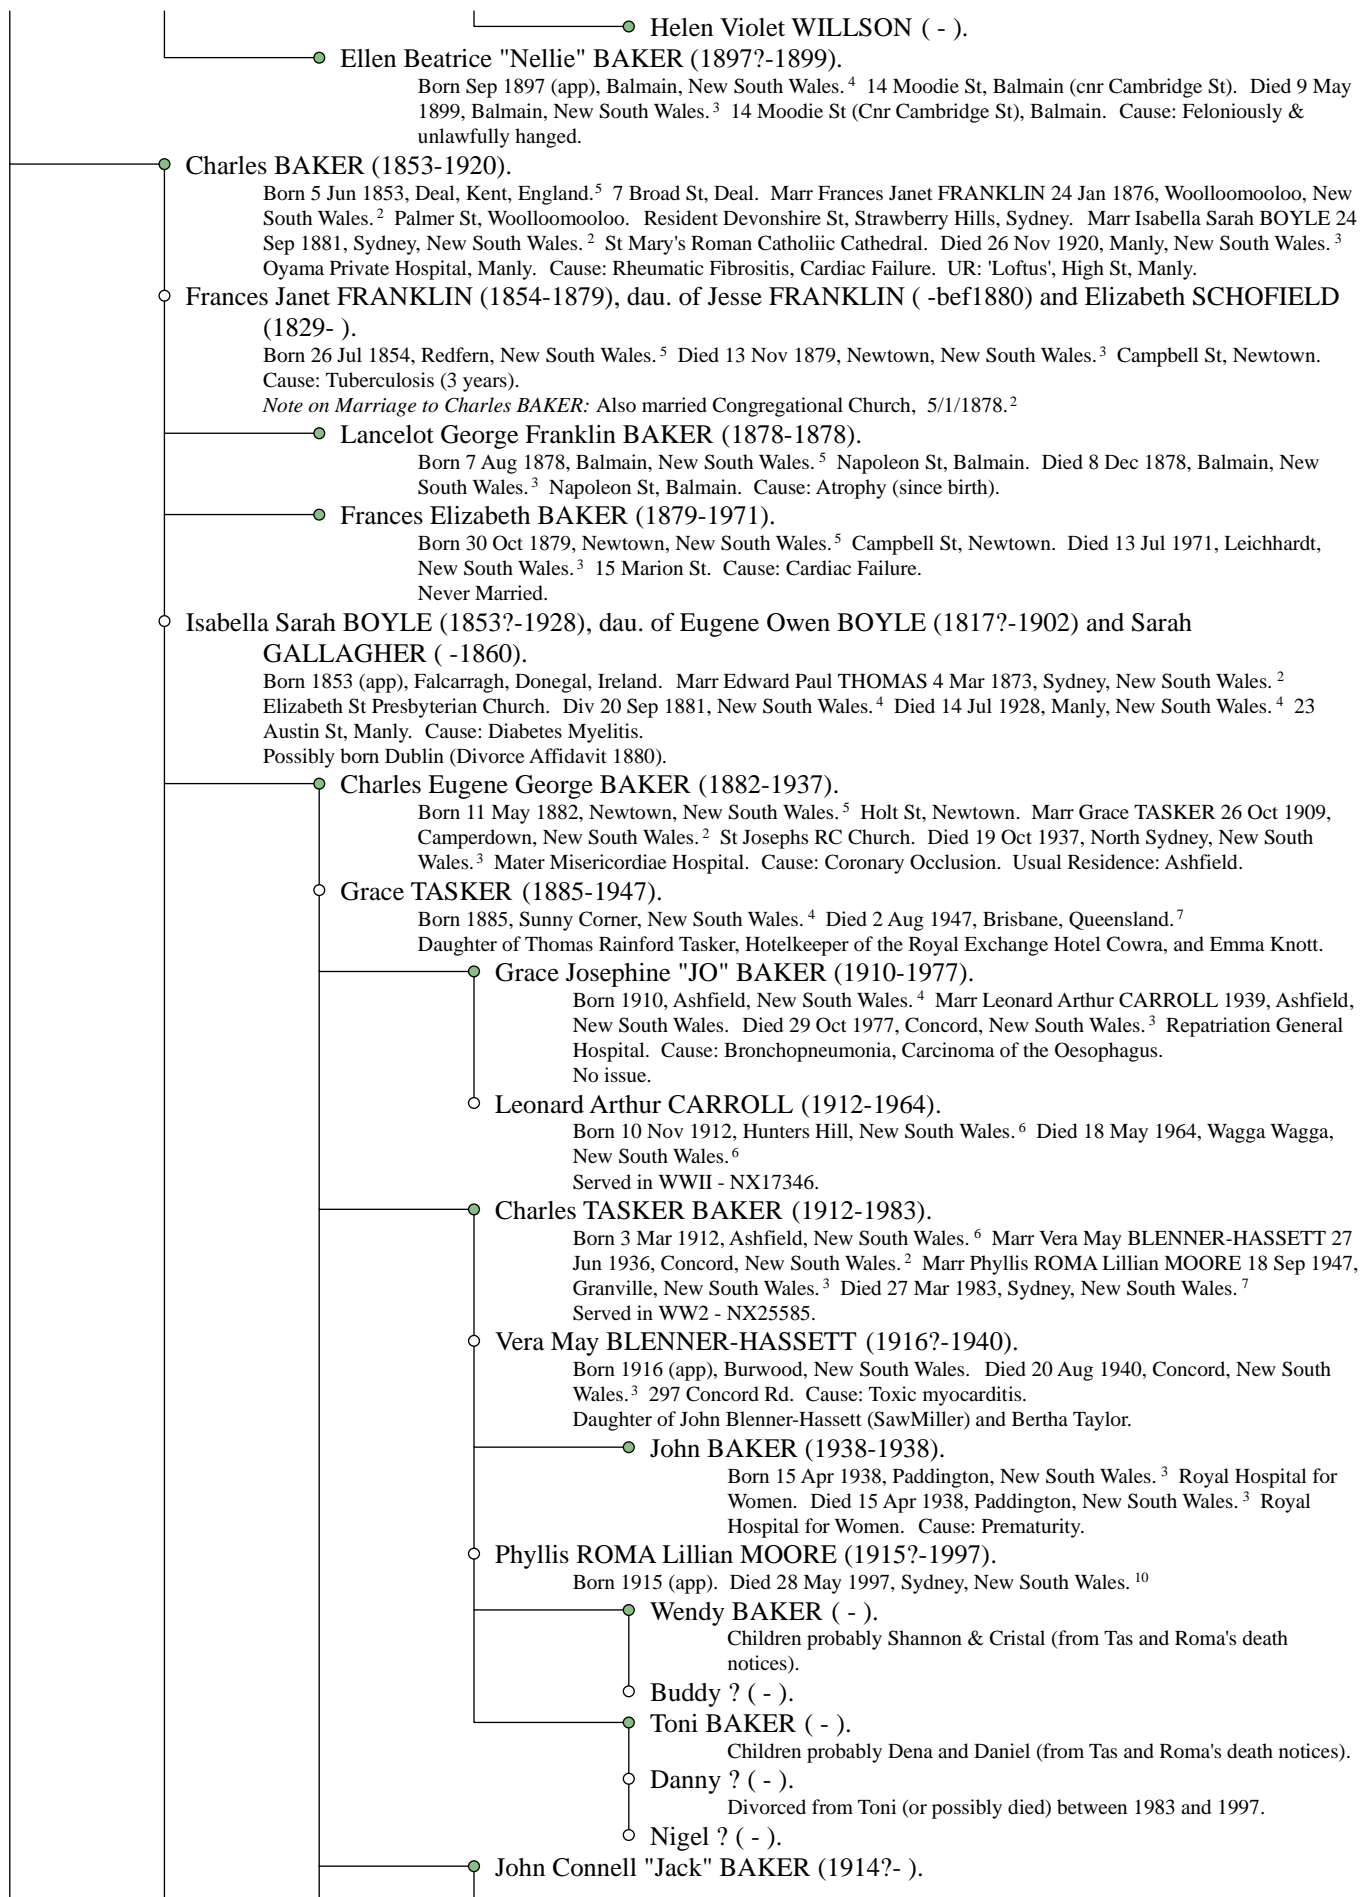 Helen Violet WILLSON ( - ).
Ellen Beatrice "Nellie" BAKER (1897?-1899).
Born Sep 1897 (app), Balmain, New South Wales. 4 14 Moodie St, Balmain (cnr Cambridge St). Died 9 May
1899, Balmain, New South Wales. 3 14 Moodie St (Cnr Cambridge St), Balmain. Cause: Feloniously &
unlawfully hanged.
Charles BAKER (1853-1920).
Born 5 Jun 1853, Deal, Kent, England. 5 7 Broad St, Deal. Marr Frances Janet FRANKLIN 24 Jan 1876, Woolloomooloo, New
South Wales. 2 Palmer St, Woolloomooloo. Resident Devonshire St, Strawberry Hills, Sydney. Marr Isabella Sarah BOYLE 24
Sep 1881, Sydney, New South Wales. 2 St Mary's Roman Catholiic Cathedral. Died 26 Nov 1920, Manly, New South Wales. 3
Oyama Private Hospital, Manly. Cause: Rheumatic Fibrositis, Cardiac Failure. UR: 'Loftus', High St, Manly.
Frances Janet FRANKLIN (1854-1879), dau. of Jesse FRANKLIN ( -bef1880) and Elizabeth SCHOFIELD
(1829- ).
Born 26 Jul 1854, Redfern, New South Wales. 5 Died 13 Nov 1879, Newtown, New South Wales. 3 Campbell St, Newtown.
Cause: Tuberculosis (3 years).
Note on Marriage to Charles BAKER: Also married Congregational Church, 5/1/1878. 2
Lancelot George Franklin BAKER (1878-1878).
Born 7 Aug 1878, Balmain, New South Wales. 5 Napoleon St, Balmain. Died 8 Dec 1878, Balmain, New
South Wales. 3 Napoleon St, Balmain. Cause: Atrophy (since birth).
Frances Elizabeth BAKER (1879-1971).
Born 30 Oct 1879, Newtown, New South Wales. 5 Campbell St, Newtown. Died 13 Jul 1971, Leichhardt,
New South Wales. 3 15 Marion St. Cause: Cardiac Failure.
Never Married.
Isabella Sarah BOYLE (1853?-1928), dau. of Eugene Owen BOYLE (1817?-1902) and Sarah
GALLAGHER ( -1860).
Born 1853 (app), Falcarragh, Donegal, Ireland. Marr Edward Paul THOMAS 4 Mar 1873, Sydney, New South Wales. 2
Elizabeth St Presbyterian Church. Div 20 Sep 1881, New South Wales. 4 Died 14 Jul 1928, Manly, New South Wales. 4 23
Austin St, Manly. Cause: Diabetes Myelitis.
Possibly born Dublin (Divorce Affidavit 1880).
Charles Eugene George BAKER (1882-1937).
Born 11 May 1882, Newtown, New South Wales. 5 Holt St, Newtown. Marr Grace TASKER 26 Oct 1909,
Camperdown, New South Wales. 2 St Josephs RC Church. Died 19 Oct 1937, North Sydney, New South
Wales. 3 Mater Misericordiae Hospital. Cause: Coronary Occlusion. Usual Residence: Ashfield.
Grace TASKER (1885-1947).
Born 1885, Sunny Corner, New South Wales. 4 Died 2 Aug 1947, Brisbane, Queensland. 7
Daughter of Thomas Rainford Tasker, Hotelkeeper of the Royal Exchange Hotel Cowra, and Emma Knott.
Grace Josephine "JO" BAKER (1910-1977).
Born 1910, Ashfield, New South Wales. 4 Marr Leonard Arthur CARROLL 1939, Ashfield,
New South Wales. Died 29 Oct 1977, Concord, New South Wales. 3 Repatriation General
Hospital. Cause: Bronchopneumonia, Carcinoma of the Oesophagus.
No issue.
Leonard Arthur CARROLL (1912-1964).
Born 10 Nov 1912, Hunters Hill, New South Wales. 6 Died 18 May 1964, Wagga Wagga,
New South Wales. 6
Served in WWII - NX17346.
Charles TASKER BAKER (1912-1983).
Born 3 Mar 1912, Ashfield, New South Wales. 6 Marr Vera May BLENNER-HASSETT 27
Jun 1936, Concord, New South Wales. 2 Marr Phyllis ROMA Lillian MOORE 18 Sep 1947,
Granville, New South Wales. 3 Died 27 Mar 1983, Sydney, New South Wales. 7
Served in WW2 - NX25585.
Vera May BLENNER-HASSETT (1916?-1940).
Born 1916 (app), Burwood, New South Wales. Died 20 Aug 1940, Concord, New South
Wales. 3 297 Concord Rd. Cause: Toxic myocarditis.
Daughter of John Blenner-Hassett (SawMiller) and Bertha Taylor.
John BAKER (1938-1938).
Born 15 Apr 1938, Paddington, New South Wales. 3 Royal Hospital for
Women. Died 15 Apr 1938, Paddington, New South Wales. 3 Royal
Hospital for Women. Cause: Prematurity.
Phyllis ROMA Lillian MOORE (1915?-1997).
Born 1915 (app). Died 28 May 1997, Sydney, New South Wales. 10
Wendy BAKER ( - ).
Children probably Shannon & Cristal (from Tas and Roma's death
notices).
Buddy ? ( - ).
Toni BAKER ( - ).
Children probably Dena and Daniel (from Tas and Roma's death notices).
Danny ? ( - ).
Divorced from Toni (or possibly died) between 1983 and 1997.
Nigel ? ( - ).
John Connell "Jack" BAKER (1914?- ).